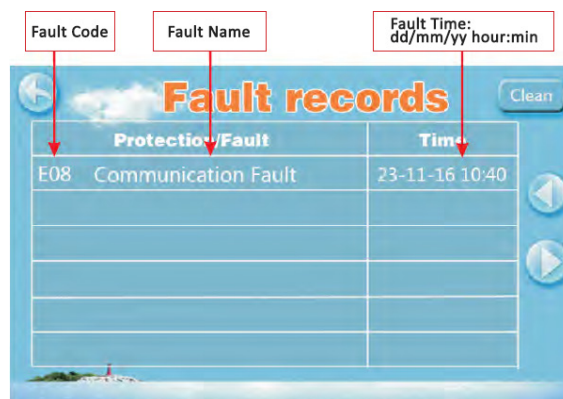 Fault Code
Fault Name
Fault Time:
dd/mm/yy hour:min
Fault records
Clean
Protection/Fault
Time
E08 Communication Fault
23-11-16 10:40